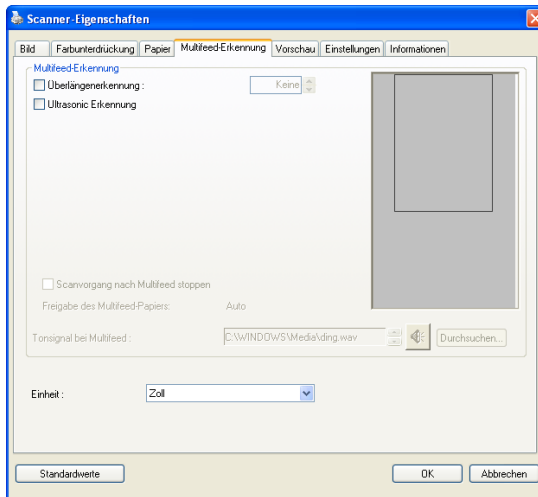 Scanner-Eigenschaften
Bild Farbunterdrückung Papier Multifeed-Erkennung Vorschau Einstellungen Informationen
Multifeed-Erkennung
Überlängenerkennung : Keine
Ultrasonic Erkennung
Scanvorgang nach Multifeed stoppen
Freigabe des Multifeed-Papiers: Auto
Tonsignal bei Multifeed : C:\WINDOWS\Media\ding.wav Durchsuchen...
Einheit : Zoll
Standardwerte OK Abbrechen